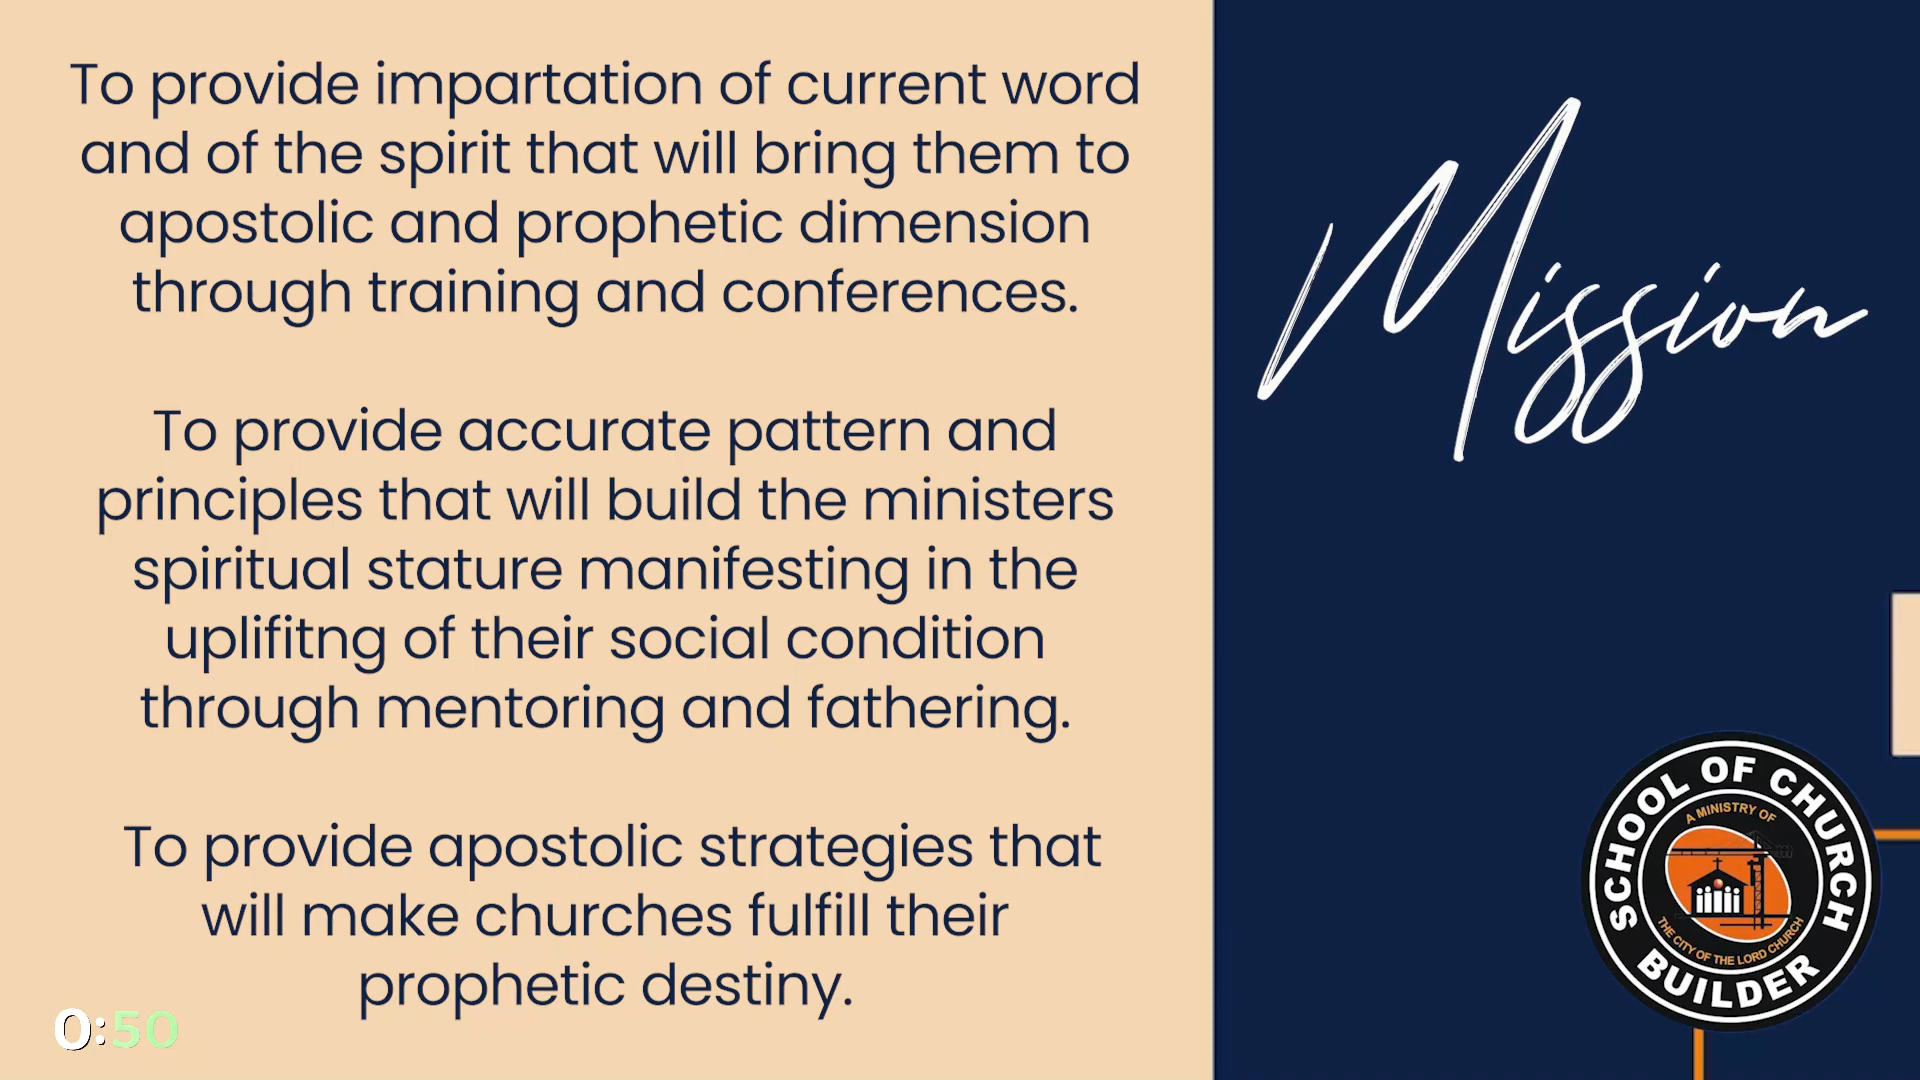 To provide impartation of current word
and of the spirit that will bring them to
apostolic and prophetic dimension
through training and conferences.
To provide accurate pattern and
principles that will build the ministers
spiritual stature manifesting in the
uplifitng of their social condition
through mentoring and fathering.
To provide apostolic strategies that
will make churches fulfill their
prophetic destiny.
0:50
Mission
SCHOOL OF CHURCH
BUILDER
A MINISTRY OF
THE CITY OF THE LORD CHURCH